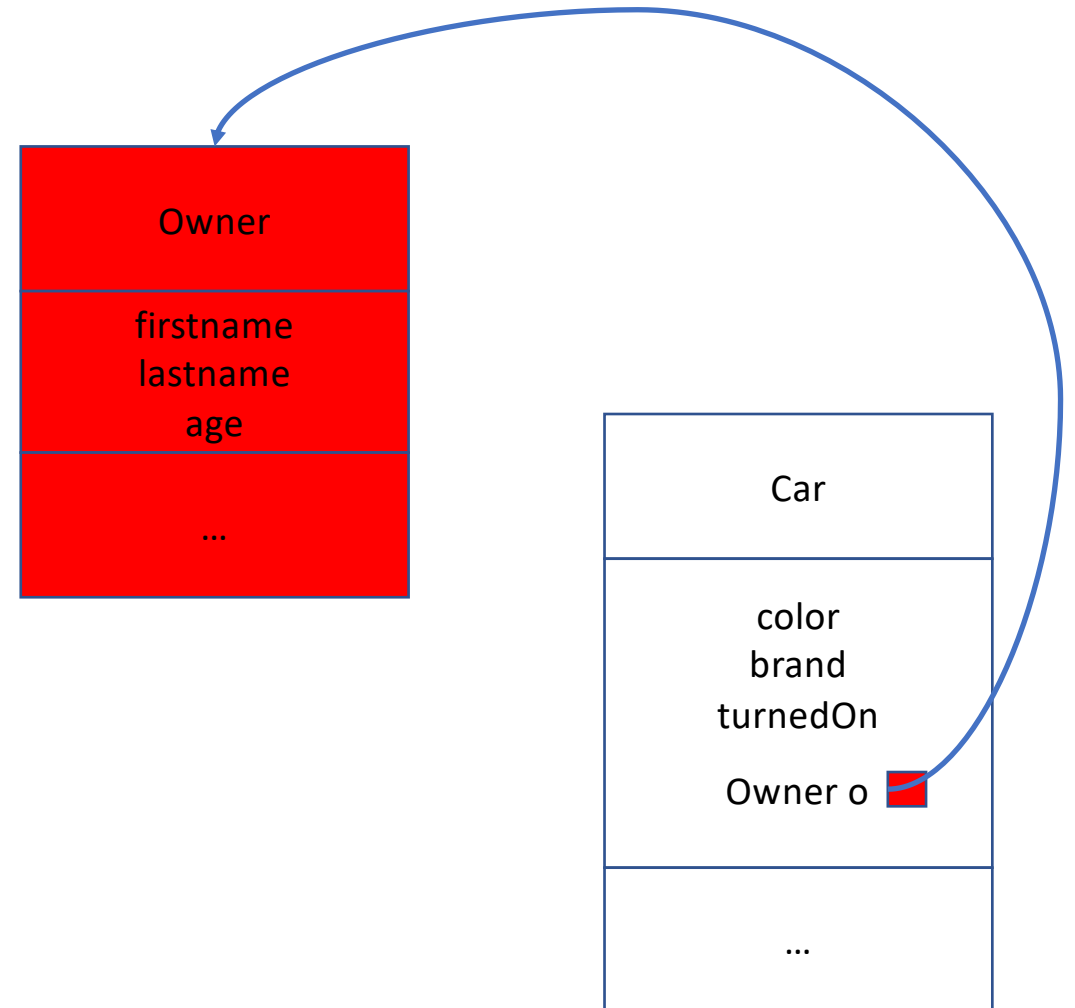 Owner
firstname
lastname
age
…
Car
color
brand
turnedOn
Owner o
…